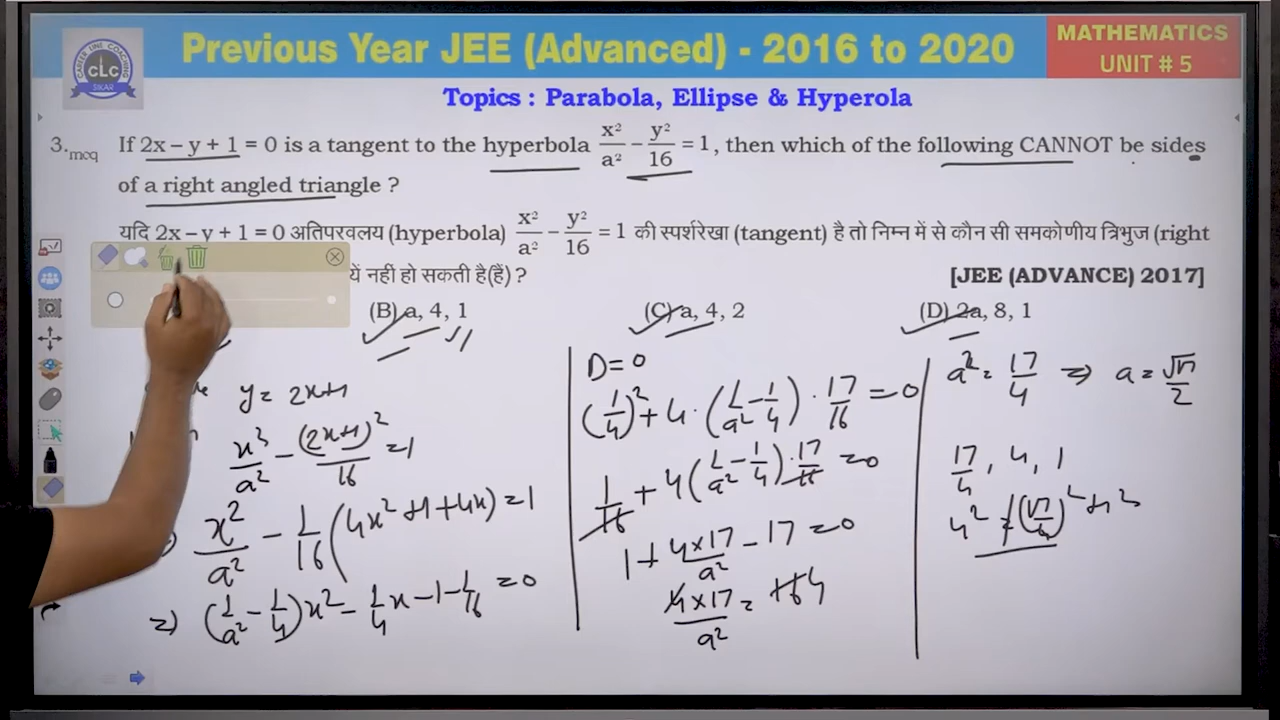 Previous Year JEE (Advanced) - 2016 to 2020
MATHEMATICS
UNIT # 5
CAREER LINE COACHING
CLC
SIKAR
Topics : Parabola, Ellipse & Hyperola
3. mcq If 2x – y + 1 = 0 is a tangent to the hyperbola x²/a² – y²/16 = 1, then which of the following CANNOT be sides
of a right angled triangle ?
यदि 2x – y + 1 = 0 अतिपरवलय (hyperbola) x²/a² – y²/16 = 1 की स्पर्शरेखा (tangent) है तो निम्न में से कौन सी समकोणीय त्रिभुज (right
यें नहीं हो सकती है(हैं) ?
[JEE (ADVANCE) 2017]
(B) a, 4, 1
(C) a, 4, 2
(D) 2a, 8, 1
y = 2x+1
x²/a² – (2x+1)²/16 = 1
x²/a² – 1/16 (4x² + 1 + 4x) = 1
⇒ (1/a² – 1/4)x² – 1/4 x – 1 – 1/16 = 0
D = 0
(1/4)² + 4·(1/a² – 1/4)·17/16 = 0
1/16 + 4(1/a² – 1/4)·17/16 = 0
1 + 4×17/a² – 17 = 0
4×17/a² = 16 4
a² = 17/4 ⇒ a = √17/2
17/4, 4, 1